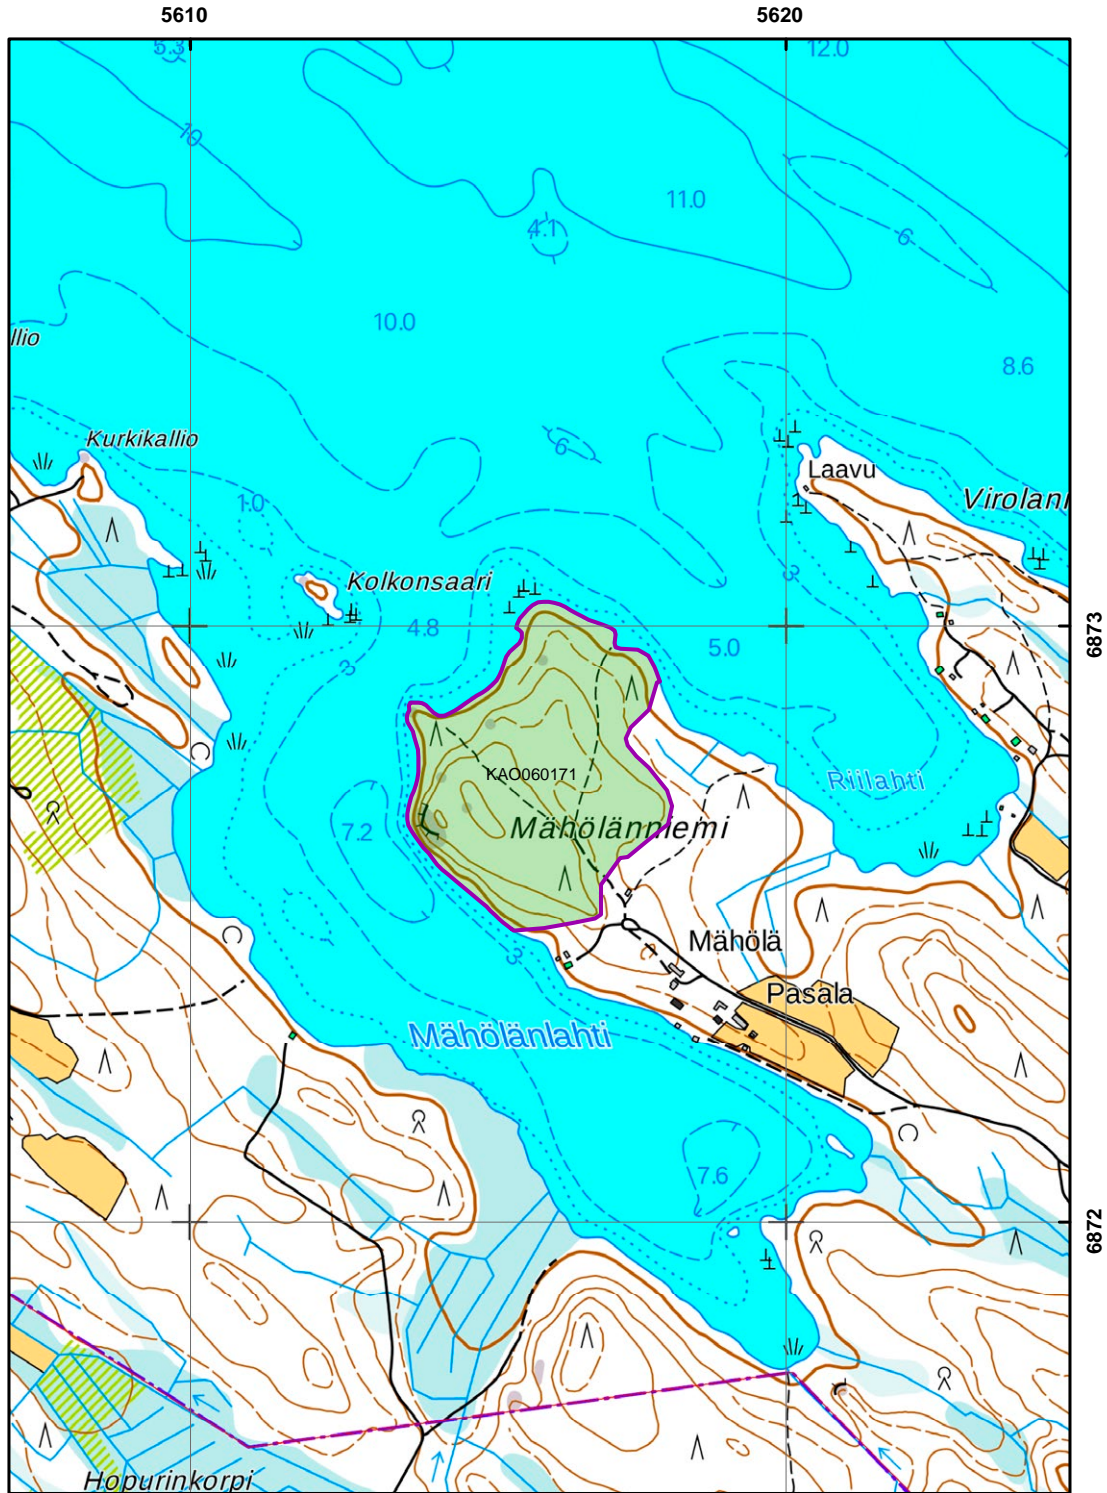 5610 5620
5.3 12.0
10
11.0
4.1 6
10.0
llio
8.6
Kurkikallio
6
Laavu
1.0
Virolan
3
Kolkonsaari
4.8
6873
5.0
3
KAO060171
Riilahti
7.2
Mähölänniemi
Mähölä
3
Pasala
Mähölänlahti
7.6
6872
Hopurinkorpi